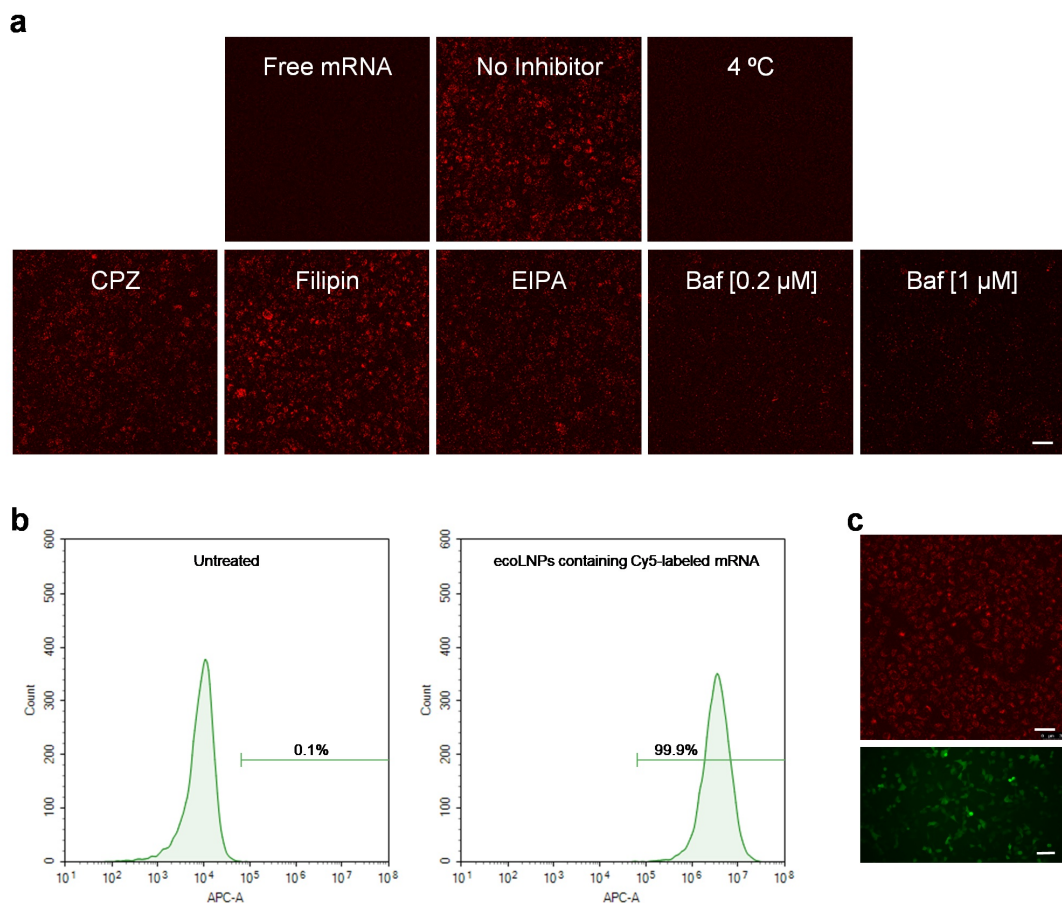 a
Free mRNA
No Inhibitor
4 ºC
CPZ
Filipin
EIPA
Baf [0.2 µM]
Baf [1 µM]
b
600
500
400
300
200
100
0
Count
Untreated
0.1%
10¹ 10² 10³ 10⁴ 10⁵ 10⁶ 10⁷ 10⁸
APC-A
600
500
400
300
200
100
0
Count
ecoLNPs containing Cy5-labeled mRNA
99.9%
10¹ 10² 10³ 10⁴ 10⁵ 10⁶ 10⁷ 10⁸
APC-A
c